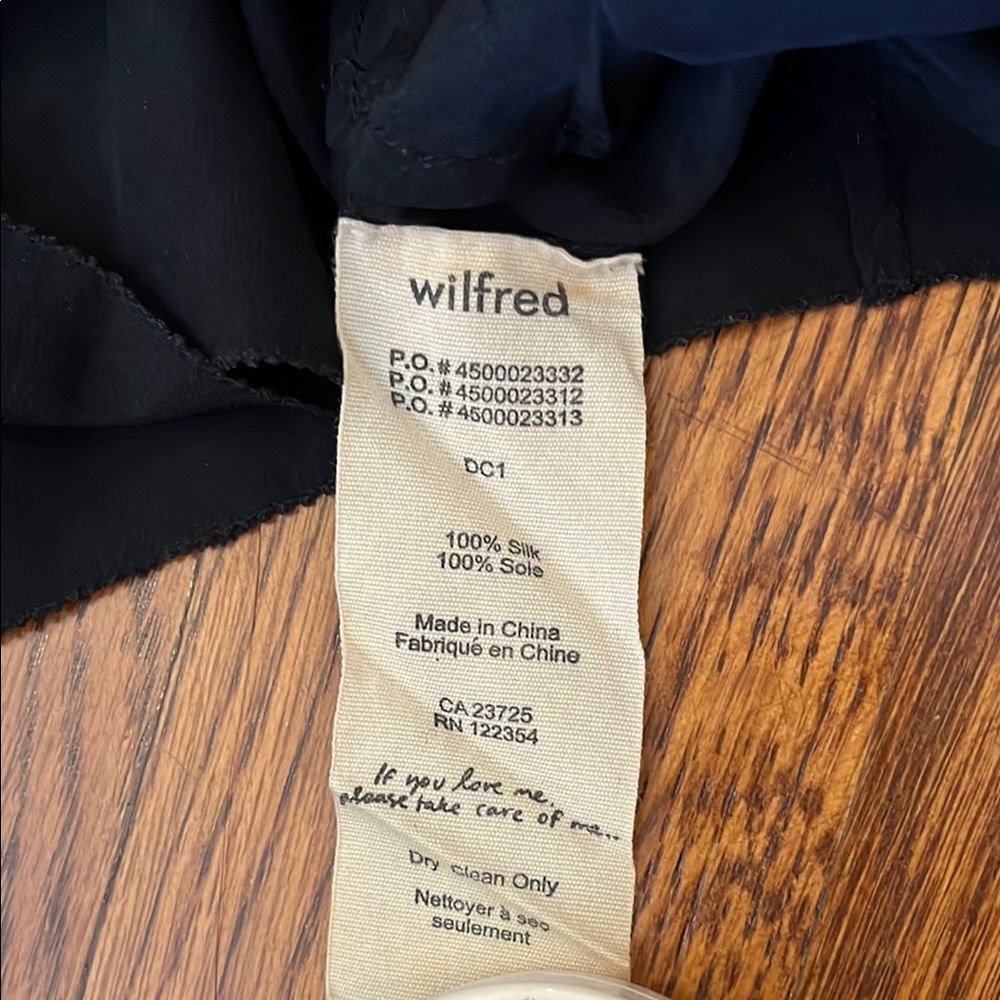 wilfred
P.O.# 4500023332
P.O.# 4500023312
P.O.# 4500023313
DC1
100% Silk
100% Soie
Made in China
Fabriqué en Chine
CA 23725
RN 122354
If you love me,
please take care of me...
Dry Clean Only
Nettoyer à sec
seulement